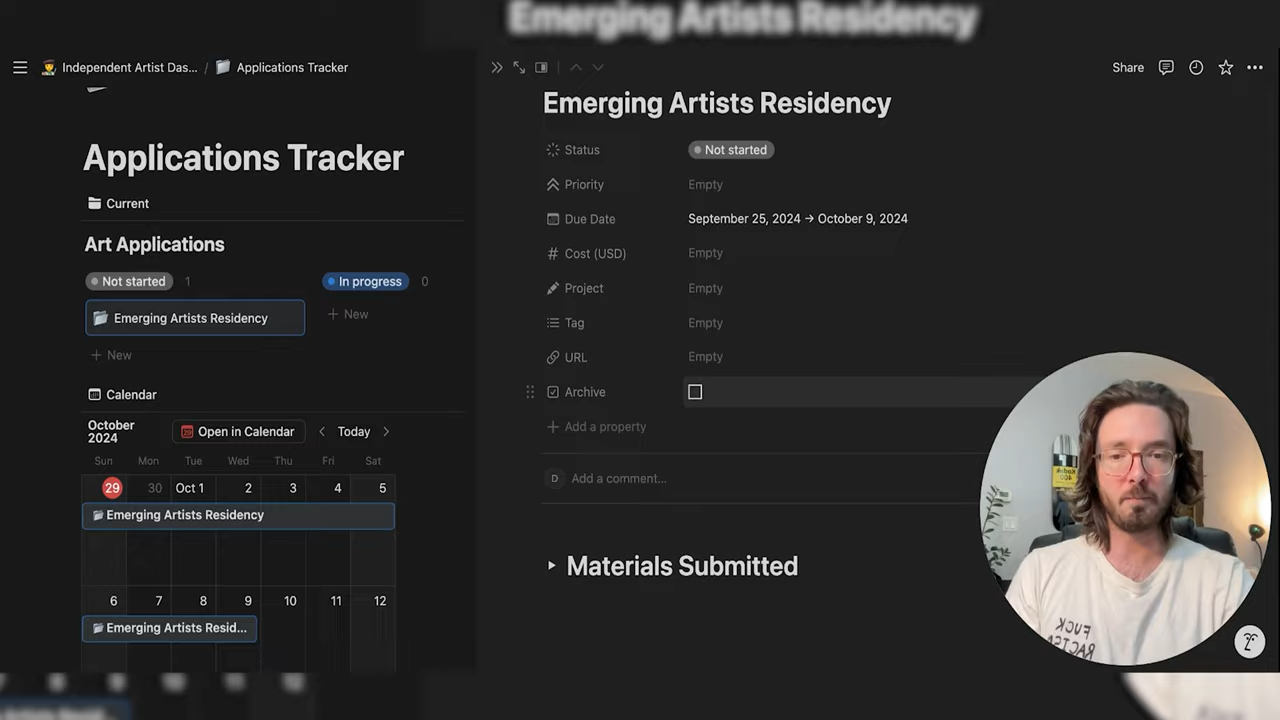 Emerging Artists Residency
Independent Artist Das... / Applications Tracker
Share
Applications Tracker
Current
Art Applications
Not started 1
In progress 0
Emerging Artists Residency
+ New
+ New
Calendar
October 2024
Open in Calendar
Today
Sun Mon Tue Wed Thu Fri Sat
29 30 Oct 1 2 3 4 5
Emerging Artists Residency
6 7 8 9 10 11 12
Emerging Artists Resid...
Emerging Artists Residency
Status Not started
Priority Empty
Due Date September 25, 2024 → October 9, 2024
Cost (USD) Empty
Project Empty
Tag Empty
URL Empty
Archive
+ Add a property
D Add a comment...
Materials Submitted
Kodak
400
FUCK